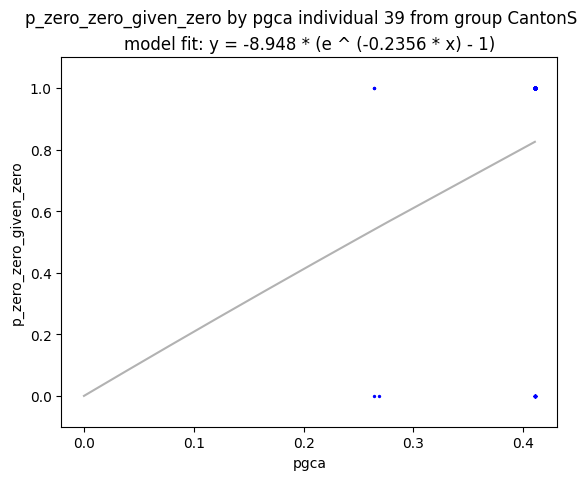 p_zero_zero_given_zero by pgca individual 39 from group CantonS
model fit: y = -8.948 * (e ^ (-0.2356 * x) - 1)
p_zero_zero_given_zero
1.0
0.8
0.6
0.4
0.2
0.0
0.0 0.1 0.2 0.3 0.4
pgca